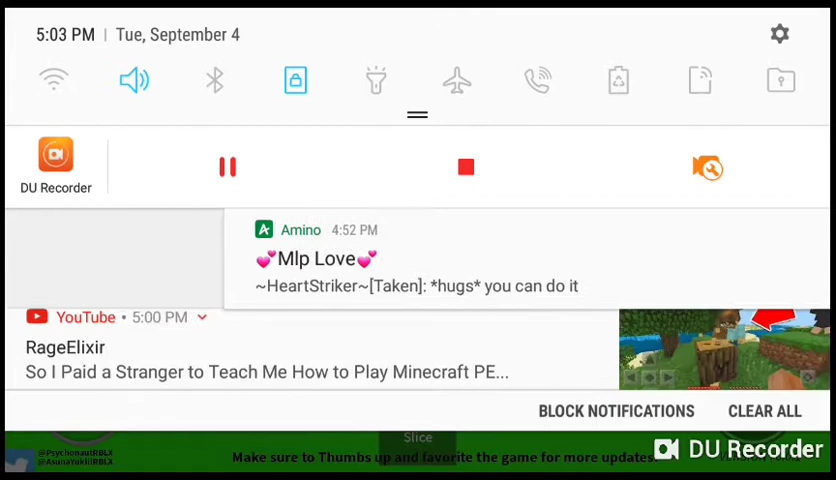 5:03 PM | Tue, September 4
DU Recorder
Amino 4:52 PM
💕Mlp Love💕
~HeartStriker~[Taken]: *hugs* you can do it
YouTube • 5:00 PM
RageElixir
So I Paid a Stranger to Teach Me How to Play Minecraft PE...
BLOCK NOTIFICATIONS CLEAR ALL
Slice
@PsychonautRBLX
@AsunaYukiiRBLX
Make sure to Thumbs up and favorite the game for more updates
DU Recorder